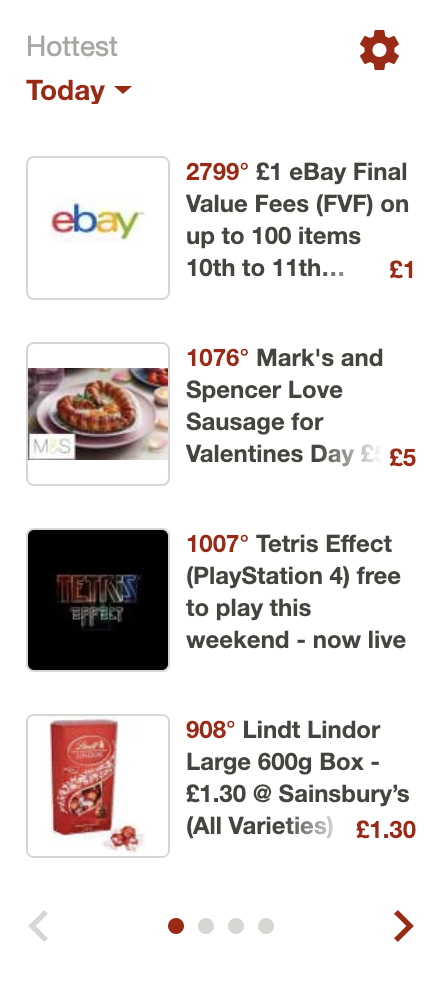 Hottest
Today
ebay
2799° £1 eBay Final
Value Fees (FVF) on
up to 100 items
10th to 11th… £1
M&S
1076° Mark's and
Spencer Love
Sausage for
Valentines Day £5 £5
TETRIS
EFFECT
1007° Tetris Effect
(PlayStation 4) free
to play this
weekend - now live
Lindt
LINDOR
908° Lindt Lindor
Large 600g Box -
£1.30 @ Sainsbury’s
(All Varieties) £1.30